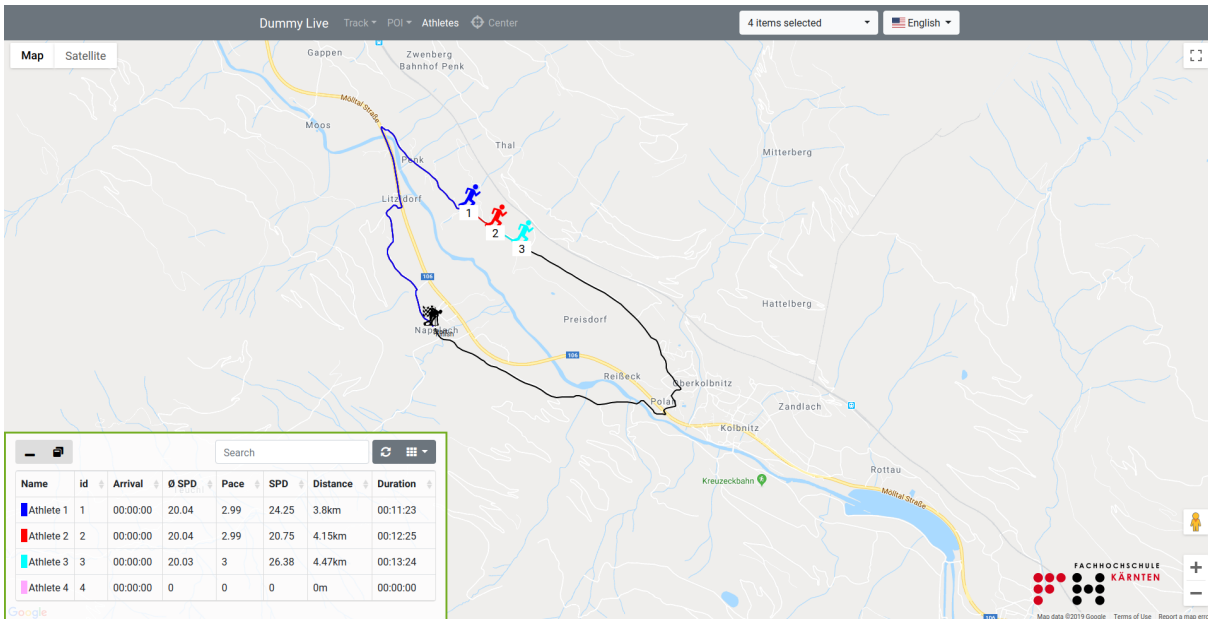 Dummy Live Track POI Athletes Center 4 items selected English
Map Satellite
Gappen
Zwenberg
Bahnhof Penk
Mölltal Straße
Moos
Thal
Mitterberg
Penk
Litzldorf
1
2
3
106
Hattelberg
Preisdorf
Napplach
106
Reißeck
Oberkolbnitz
Polan
Zandlach
Kolbnitz
Rottau
Kreuzeckbahn
Mölltal Straße
Search
Name id Arrival Ø SPD Pace SPD Distance Duration
Athlete 1 1 00:00:00 20.04 2.99 24.25 3.8km 00:11:23
Athlete 2 2 00:00:00 20.04 2.99 20.75 4.15km 00:12:25
Athlete 3 3 00:00:00 20.03 3 26.38 4.47km 00:13:24
Athlete 4 4 00:00:00 0 0 0 0m 00:00:00
Google
FACHHOCHSCHULE
KÄRNTEN
106
Map data ©2019 Google Terms of Use Report a map error